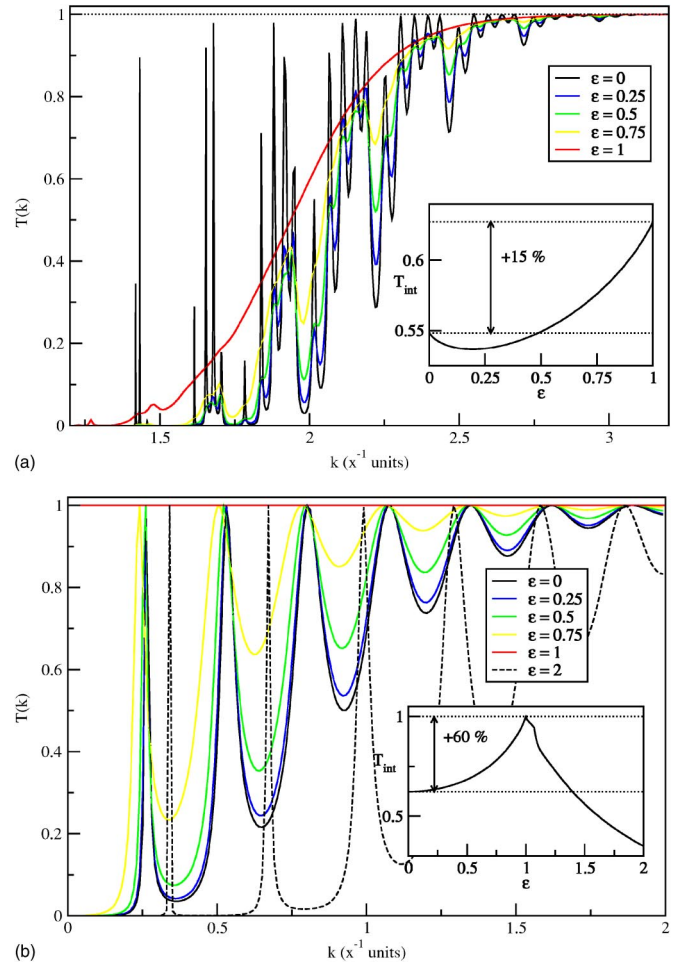 1
0.8
0.6
0.4
0.2
0
T(k)
ε = 0
ε = 0.25
ε = 0.5
ε = 0.75
ε = 1
0.6
T_int
0.55
+15 %
0 0.25 0.5 0.75 1
ε
1.5 2 2.5 3
k (x⁻¹ units)
(a)
1
0.8
0.6
0.4
0.2
0
T(k)
ε = 0
ε = 0.25
ε = 0.5
ε = 0.75
ε = 1
ε = 2
1
T_int
0.5
+60 %
0 0.5 1 1.5 2
ε
0 0.5 1 1.5 2
k (x⁻¹ units)
(b)